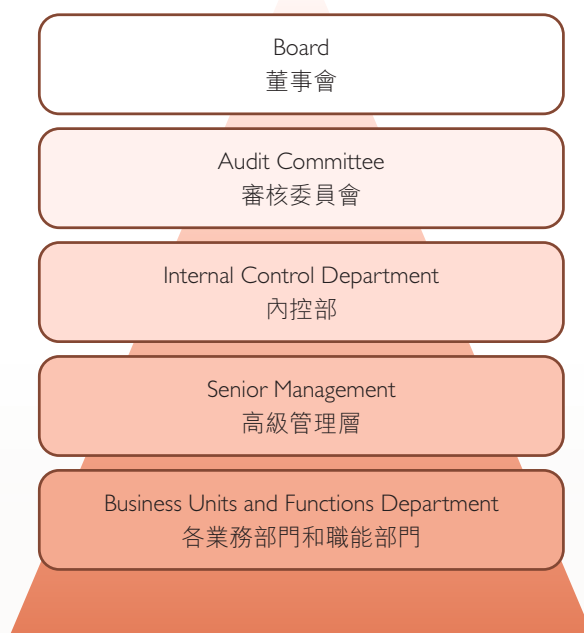 Board
董事會
Audit Committee
審核委員會
Internal Control Department
內控部
Senior Management
高級管理層
Business Units and Functions Department
各業務部門和職能部門